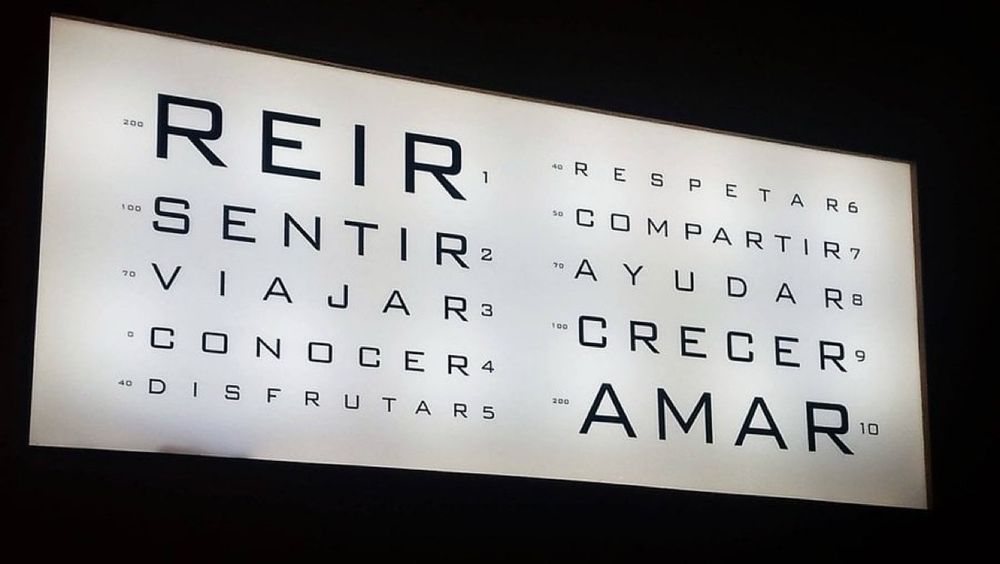 200 REIR 1
100 SENTIR 2
70 VIAJAR 3
0 CONOCER 4
40 DISFRUTAR 5
40 RESPETAR 6
50 COMPARTIR 7
70 AYUDAR 8
100 CRECER 9
200 AMAR 10